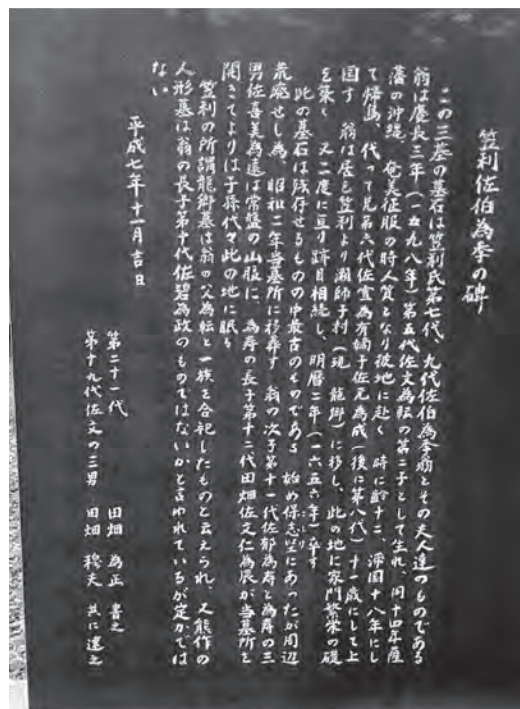 笠利佐伯為季の碑
この三基の墓石は笠利氏第七代、九代佐伯為季翁とその夫人達のものである
翁は慶長三年(一五九八年)第五代佐文為転の第二子として生れ、同十四年薩
藩の沖縄、奄美征服の時人質となり彼地に赴く 時に齢十二、滞国十八年にし
て帰島、代って兄第六代佐宣為有嫡子佐元為成(後に第八代)十一歳にして上
国す 翁は居を笠利より瀬師子村(現 龍郷)に移し、此の地に家門繁栄の礎
を築く 又二度に亘り跡目相続し、明暦二年(一六五六年)卒す
此の墓石は残存せるものの中最古のものである 始め保志登にあったが周辺
荒廃せし為、昭和二年当墓所に移葬す 翁の次子第十一代佐郁為寿と為寿の三
男佐喜美為遠は常盤の山腹に、為寿の長子第十二代田畑佐文仁為辰が当墓所を
開きてよりは子孫代々此の地に眠る
笠利の所謂龍郷墓は翁の父為転と一族を合祀したものと云えられ、又能作の
人形墓は翁の長子第十代佐碧為政のものではないかと言われているが定かでは
ない
平成七年十一月吉日
第二十一代 田畑 為正 書之
第十九代佐文の三男 田畑 穏夫 共に建之